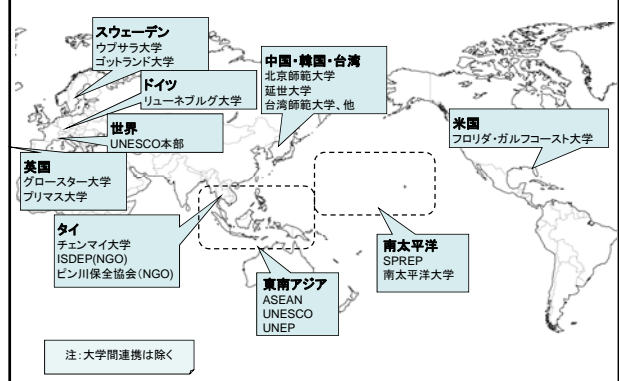 スウェーデン
ウプサラ大学
ゴットランド大学
ドイツ
リューネブルグ大学
世界
UNESCO本部
英国
グロースター大学
プリマス大学
中国・韓国・台湾
北京師範大学
延世大学
台湾師範大学、他
米国
フロリダ・ガルフコースト大学
タイ
チェンマイ大学
ISDEP(NGO)
ピン川保全協会(NGO)
東南アジア
ASEAN
UNESCO
UNEP
南太平洋
SPREP
南太平洋大学
注:大学間連携は除く